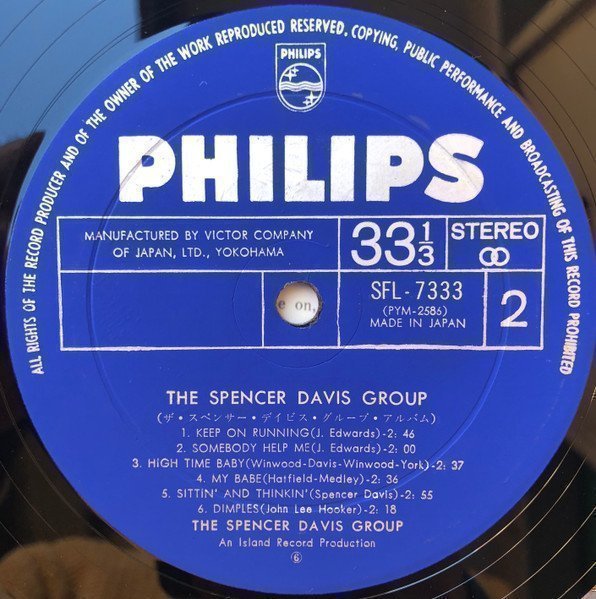 ALL RIGHTS OF THE RECORD PRODUCER AND OF THE OWNER OF THE WORK REPRODUCED RESERVED. COPYING, PUBLIC PERFORMANCE AND BROADCASTING OF THIS RECORD PROHIBITED
PHILIPS
PHILIPS
MANUFACTURED BY VICTOR COMPANY
OF JAPAN, LTD., YOKOHAMA
33 1/3
STEREO
e on,
SFL-7333
(PYM-2586)
MADE IN JAPAN
2
THE SPENCER DAVIS GROUP
(ザ・スペンサー・デイビス・グループ・アルバム)
1. KEEP ON RUNNING(J. Edwards)-2: 46
2. SOMEBODY HELP ME(J. Edwards)-2: 00
3. HIGH TIME BABY(Winwood-Davis-Winwood-York)-2: 37
4. MY BABE(Hatfield-Medley)-2: 36
5. SITTIN' AND THINKIN'(Spencer Davis)-2: 55
6. DIMPLES(John Lee Hooker)-2: 18
THE SPENCER DAVIS GROUP
An Island Record Production
⑥